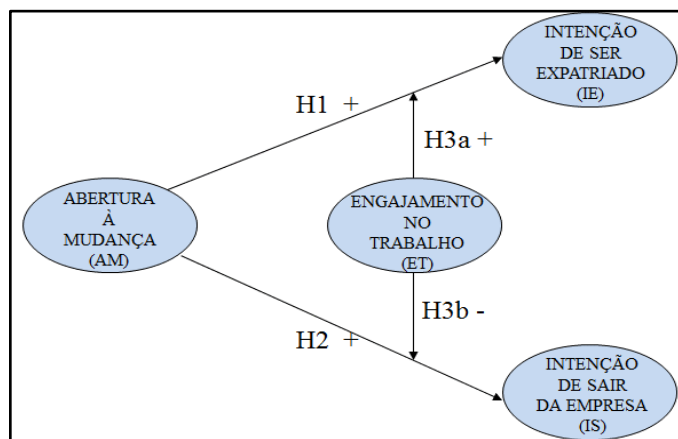 INTENÇÃO
DE SER
EXPATRIADO
(IE)
H1 +
H3a +
ABERTURA
À
MUDANÇA
(AM)
ENGAJAMENTO
NO
TRABALHO
(ET)
H3b -
H2 +
INTENÇÃO
DE SAIR
DA EMPRESA
(IS)